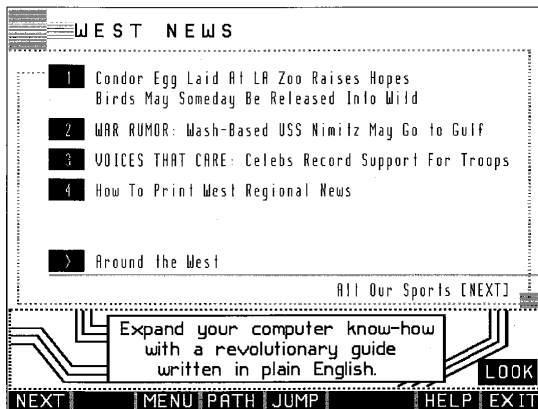 WEST NEWS
1 Condor Egg Laid At LA Zoo Raises Hopes
Birds May Someday Be Released Into Wild
2 WAR RUMOR: Wash-Based USS Nimitz May Go to Gulf
3 VOICES THAT CARE: Celebs Record Support For Troops
4 How To Print West Regional News
> Around the West
All Our Sports [NEXT]
Expand your computer know-how
with a revolutionary guide
written in plain English.
LOOK
NEXT MENU PATH JUMP HELP EXIT